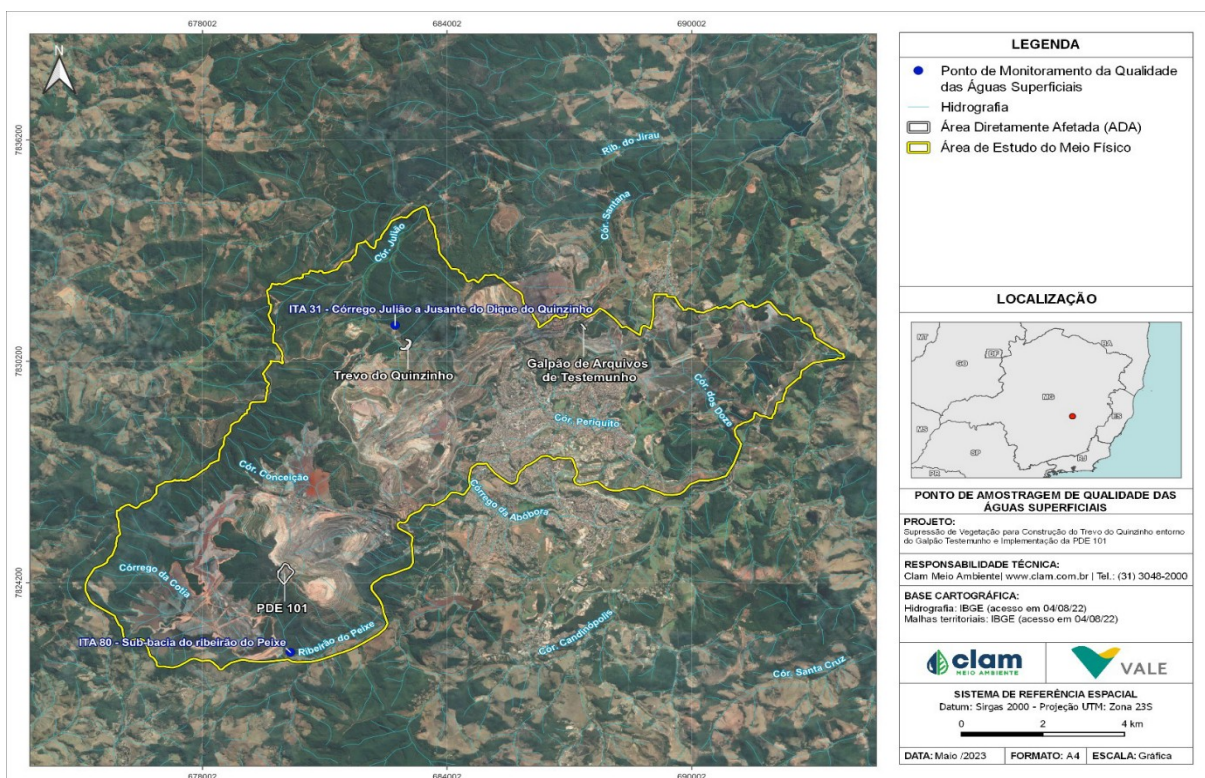 678002
684002
690002
N
7836200
7830200
7824200
Rib. do Jirau
Cór. Santana
Cór. Julião
ITA 31 - Córrego Julião a Jusante do Dique do Quinzinho
Trevo do Quinzinho
Galpão de Arquivos
de Testemunho
Cór. dos Doze
Cór. Periquito
Cór. Conceição
Córrego da Abóbora
Córrego da Cotia
PDE 101
ITA 80 - Sub-bacia do ribeirão do Peixe
Ribeirão do Peixe
Cór. Candinópolis
Cór. Santa Cruz
678002
684002
690002
LEGENDA
Ponto de Monitoramento da Qualidade
das Águas Superficiais
Hidrografia
Área Diretamente Afetada (ADA)
Área de Estudo do Meio Físico
LOCALIZAÇÃO
MT
DF
BA
GO
MG
ES
MS
SP
RJ
PR
PONTO DE AMOSTRAGEM DE QUALIDADE DAS
ÁGUAS SUPERFICIAIS
PROJETO:
Supressão de Vegetação para Construção do Trevo do Quinzinho entorno
do Galpão Testemunho e Implementação da PDE 101
RESPONSABILIDADE TÉCNICA:
Clam Meio Ambiente| www.clam.com.br | Tel.: (31) 3048-2000
BASE CARTOGRÁFICA:
Hidrografia: IBGE (acesso em 04/08/22)
Malhas territoriais: IBGE (acesso em 04/08/22)
clam
MEIO AMBIENTE
VALE
SISTEMA DE REFERÊNCIA ESPACIAL
Datum: Sirgas 2000 - Projeção UTM: Zona 23S
0 2 4 km
DATA: Maio /2023 FORMATO: A4 ESCALA: Gráfica